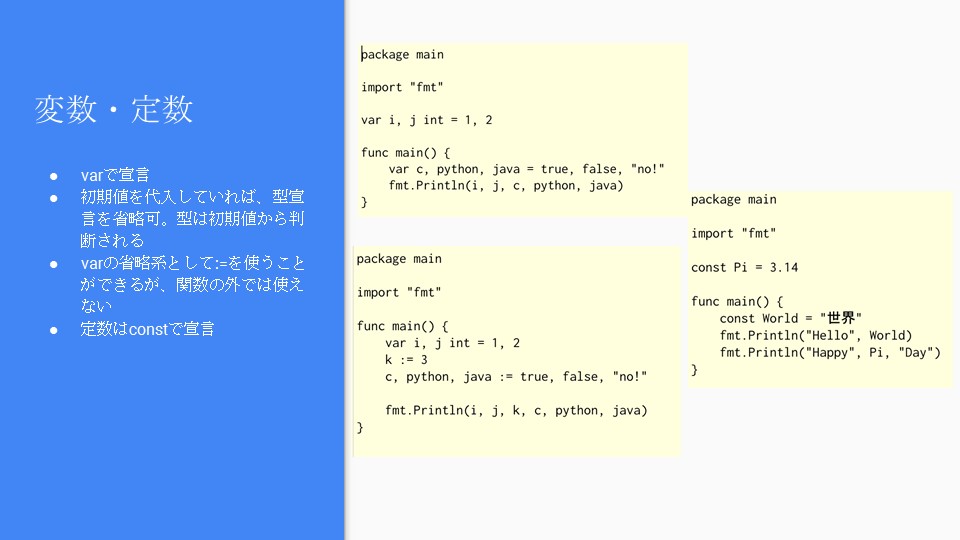 変数・定数
● varで宣言
● 初期値を代入していれば、型宣
言を省略可。型は初期値から判
断される
● varの省略系として:=を使うこと
ができるが、関数の外では使え
ない
● 定数はconstで宣言
package main
import "fmt"
var i, j int = 1, 2
func main() {
    var c, python, java = true, false, "no!"
    fmt.Println(i, j, c, python, java)
}
package main
import "fmt"
func main() {
    var i, j int = 1, 2
    k := 3
    c, python, java := true, false, "no!"
    fmt.Println(i, j, k, c, python, java)
}
package main
import "fmt"
const Pi = 3.14
func main() {
    const World = "世界"
    fmt.Println("Hello", World)
    fmt.Println("Happy", Pi, "Day")
}